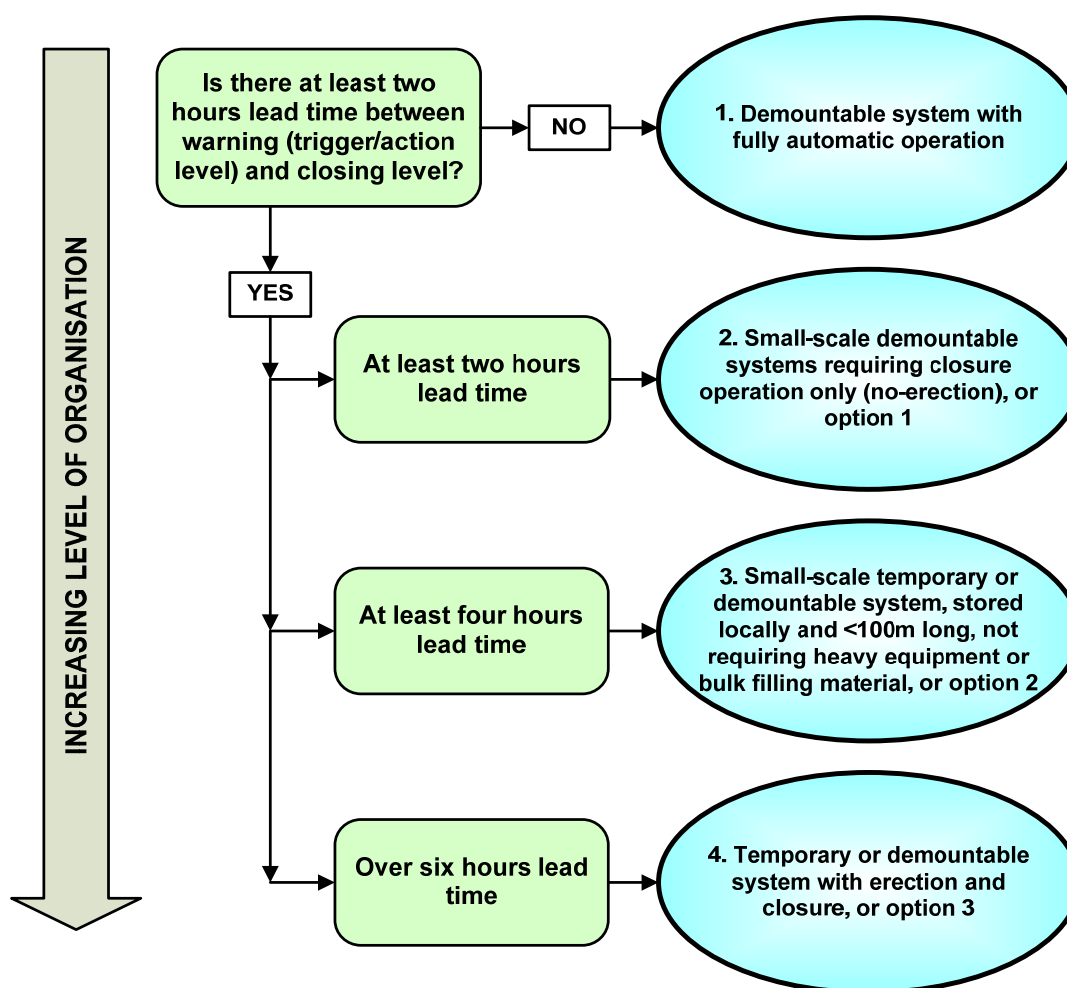 INCREASING LEVEL OF ORGANISATION
Is there at least two
hours lead time between
warning (trigger/action
level) and closing level?
NO
1. Demountable system with
fully automatic operation
YES
At least two hours
lead time
2. Small-scale demountable
systems requiring closure
operation only (no-erection), or
option 1
At least four hours
lead time
3. Small-scale temporary or
demountable system, stored
locally and <100m long, not
requiring heavy equipment or
bulk filling material, or option 2
Over six hours lead
time
4. Temporary or demountable
system with erection and
closure, or option 3